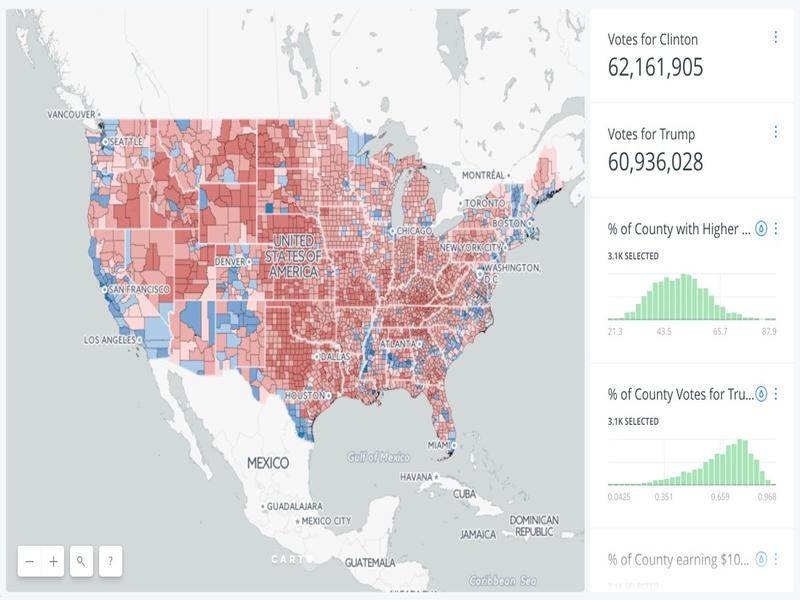 VANCOUVER
SEATTLE
MONTRÉAL
TORONTO
BOSTON
CHICAGO
NEW YORK CITY
UNITED
STATES OF
AMERICA
DENVER
WASHINGTON,
D.C.
SAN FRANCISCO
LOS ANGELES
ATLANTA
DALLAS
HOUSTON
MIAMI
Gulf of Mexico
MEXICO
HAVANA
CUBA
GUADALAJARA
MEXICO CITY
DOMINICAN
REPUBLIC
JAMAICA
CARTO
GUATEMALA
Caribbean Sea
− + ?
Votes for Clinton
62,161,905
Votes for Trump
60,936,028
% of County with Higher ...
3.1K SELECTED
21.3 43.5 65.7 87.9
% of County Votes for Tru...
3.1K SELECTED
0.0425 0.351 0.659 0.968
% of County earning $10...